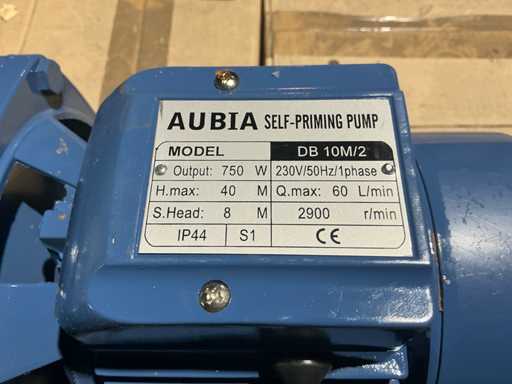 AUBIA SELF-PRIMING PUMP
MODEL DB 10M/2
Output: 750 W 230V/50Hz/1phase
H.max: 40 M Q.max: 60 L/min
S.Head: 8 M 2900 r/min
IP44 S1 CE